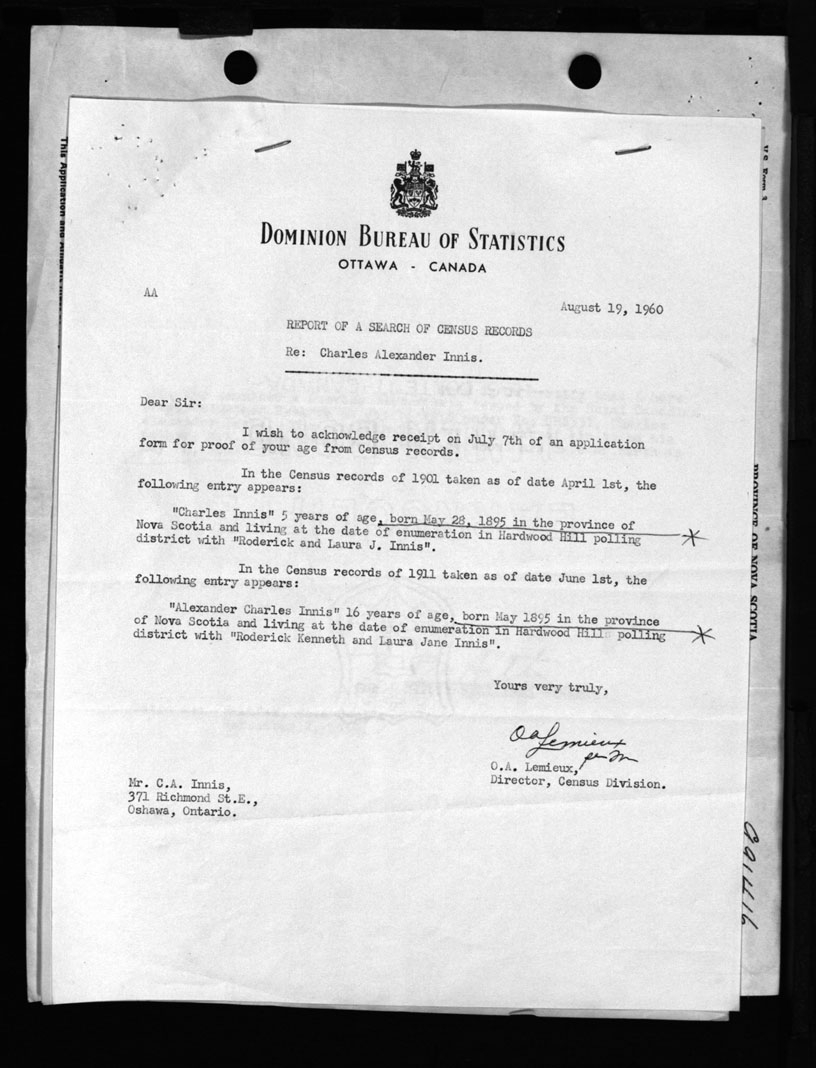 DOMINION BUREAU OF STATISTICS
OTTAWA - CANADA
AA
August 19, 1960
REPORT OF A SEARCH OF CENSUS RECORDS
Re: Charles Alexander Innis.
Dear Sir:
I wish to acknowledge receipt on July 7th of an application
form for proof of your age from Census records.
In the Census records of 1901 taken as of date April 1st, the
following entry appears:
"Charles Innis" 5 years of age, born May 28, 1895 in the province of
Nova Scotia and living at the date of enumeration in Hardwood Hill polling
district with "Roderick and Laura J. Innis".
In the Census records of 1911 taken as of date June 1st, the
following entry appears:
"Alexander Charles Innis" 16 years of age, born May 1895 in the province
of Nova Scotia and living at the date of enumeration in Hardwood Hill polling
district with "Roderick Kenneth and Laura Jane Innis".
Yours very truly,
OA Lemieux
per M
O.A. Lemieux,
Director, Census Division.
Mr. C.A. Innis,
371 Richmond St.E.,
Oshawa, Ontario.
This Application and
PROVINCE OF NOVA SCOTIA